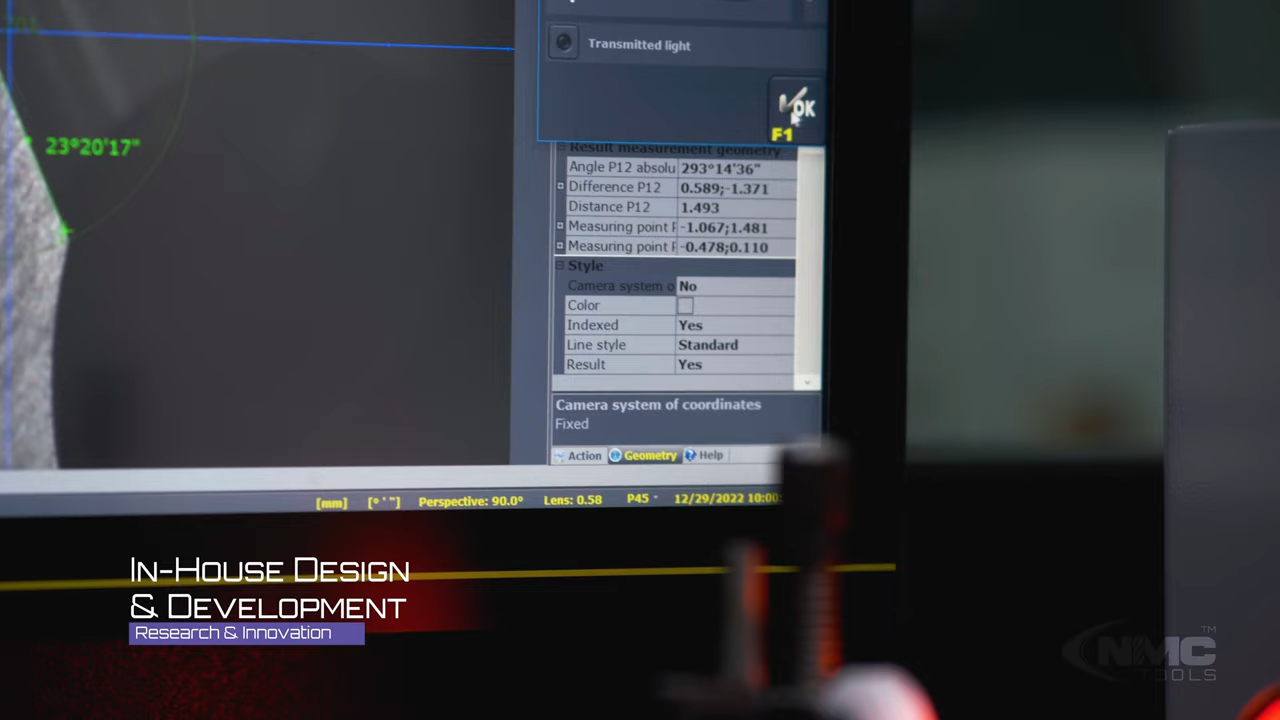 Transmitted light
OK
F1
23°20'17"
Result measurement geometry
Angle P12 absolu 293°14'36"
Difference P12 0.589;-1.371
Distance P12 1.493
Measuring point -1.067;1.481
Measuring point -0.478;0.110
Style
Camera system o No
Color
Indexed Yes
Line style Standard
Result Yes
Camera system of coordinates
Fixed
Action Geometry Help
[mm] [° ' "] Perspective: 90.0° Lens: 0.58 P45 12/29/2022 10:00:
In-House Design
& Development
Research & Innovation
NMC™
TOOLS